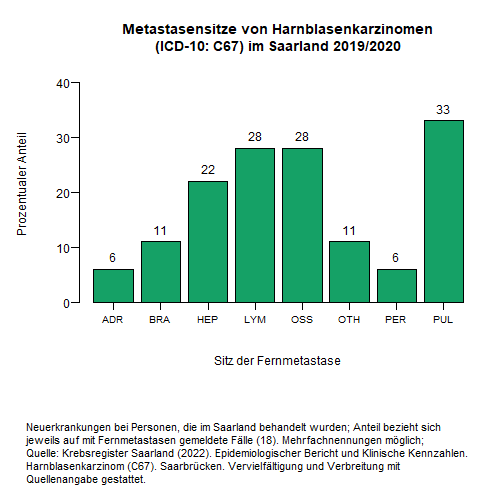 Metastasensitze von Harnblasenkarzinomen
(ICD-10: C67) im Saarland 2019/2020
Prozentualer Anteil
40
30
20
10
0
6
11
22
28
28
11
6
33
ADR BRA HEP LYM OSS OTH PER PUL
Sitz der Fernmetastase
Neuerkrankungen bei Personen, die im Saarland behandelt wurden; Anteil bezieht sich
jeweils auf mit Fernmetastasen gemeldete Fälle (18). Mehrfachnennungen möglich;
Quelle: Krebsregister Saarland (2022). Epidemiologischer Bericht und Klinische Kennzahlen.
Harnblasenkarzinom (C67). Saarbrücken. Vervielfältigung und Verbreitung mit
Quellenangabe gestattet.